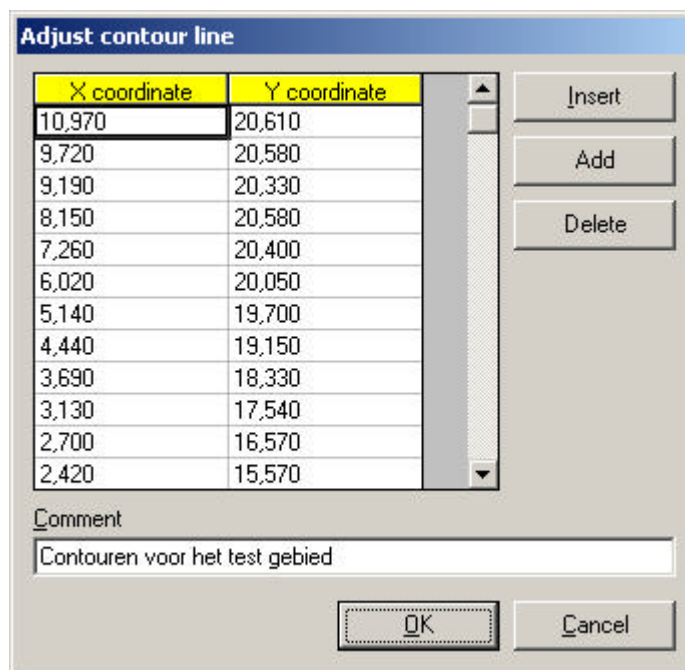 Adjust contour line
X coordinate Y coordinate
10,970 20,610
9,720 20,580
9,190 20,330
8,150 20,580
7,260 20,400
6,020 20,050
5,140 19,700
4,440 19,150
3,690 18,330
3,130 17,540
2,700 16,570
2,420 15,570
Insert
Add
Delete
Comment
Contouren voor het test gebied
OK Cancel